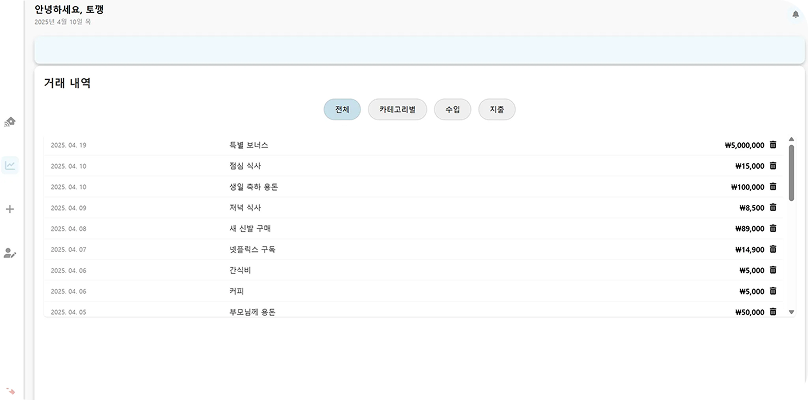 안녕하세요, 토깽
2025년 4월 10일 목
거래 내역
전체 카테고리별 수입 지출
2025. 04. 19 특별 보너스 ₩5,000,000
2025. 04. 10 점심 식사 ₩15,000
2025. 04. 10 생일 축하 용돈 ₩100,000
2025. 04. 09 저녁 식사 ₩8,500
2025. 04. 08 새 신발 구매 ₩89,000
2025. 04. 07 넷플릭스 구독 ₩14,900
2025. 04. 06 간식비 ₩5,000
2025. 04. 06 커피 ₩5,000
2025. 04. 05 부모님께 용돈 ₩50,000